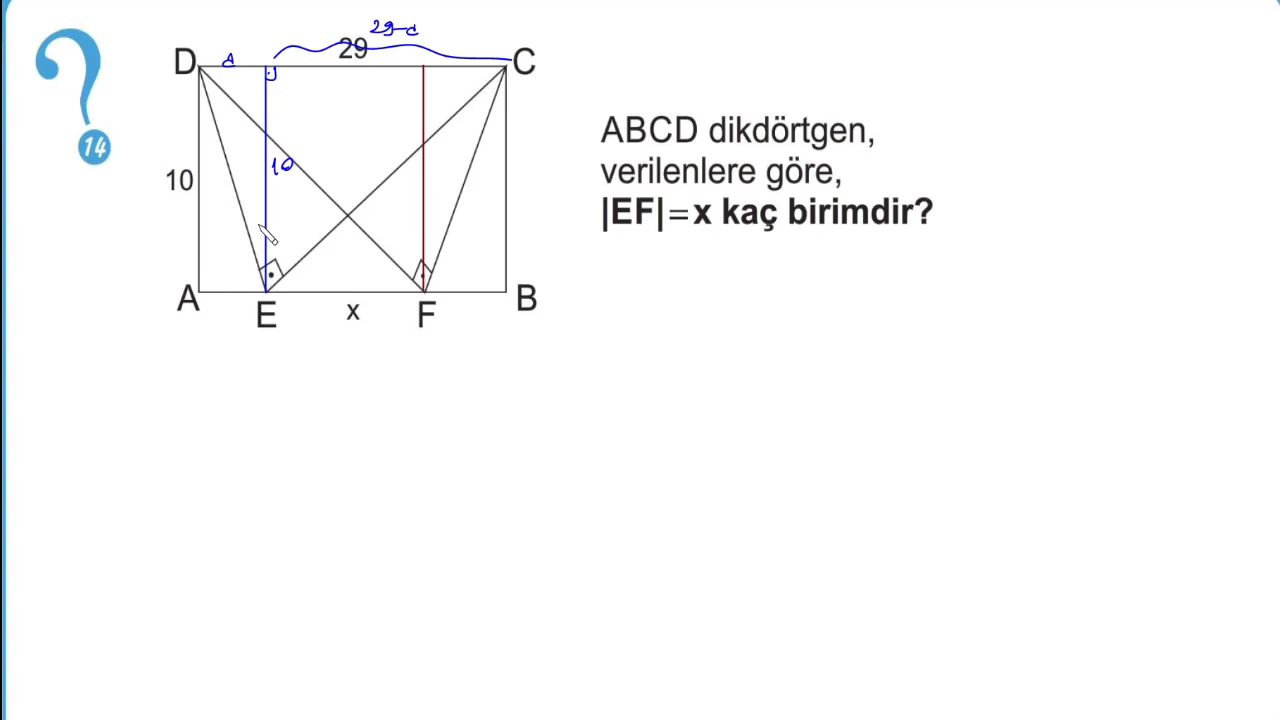 29-a
29
D
a
C
14
10
10
A
E
x
F
B
ABCD dikdörtgen,
verilenlere göre,
|EF|=x kaç birimdir?